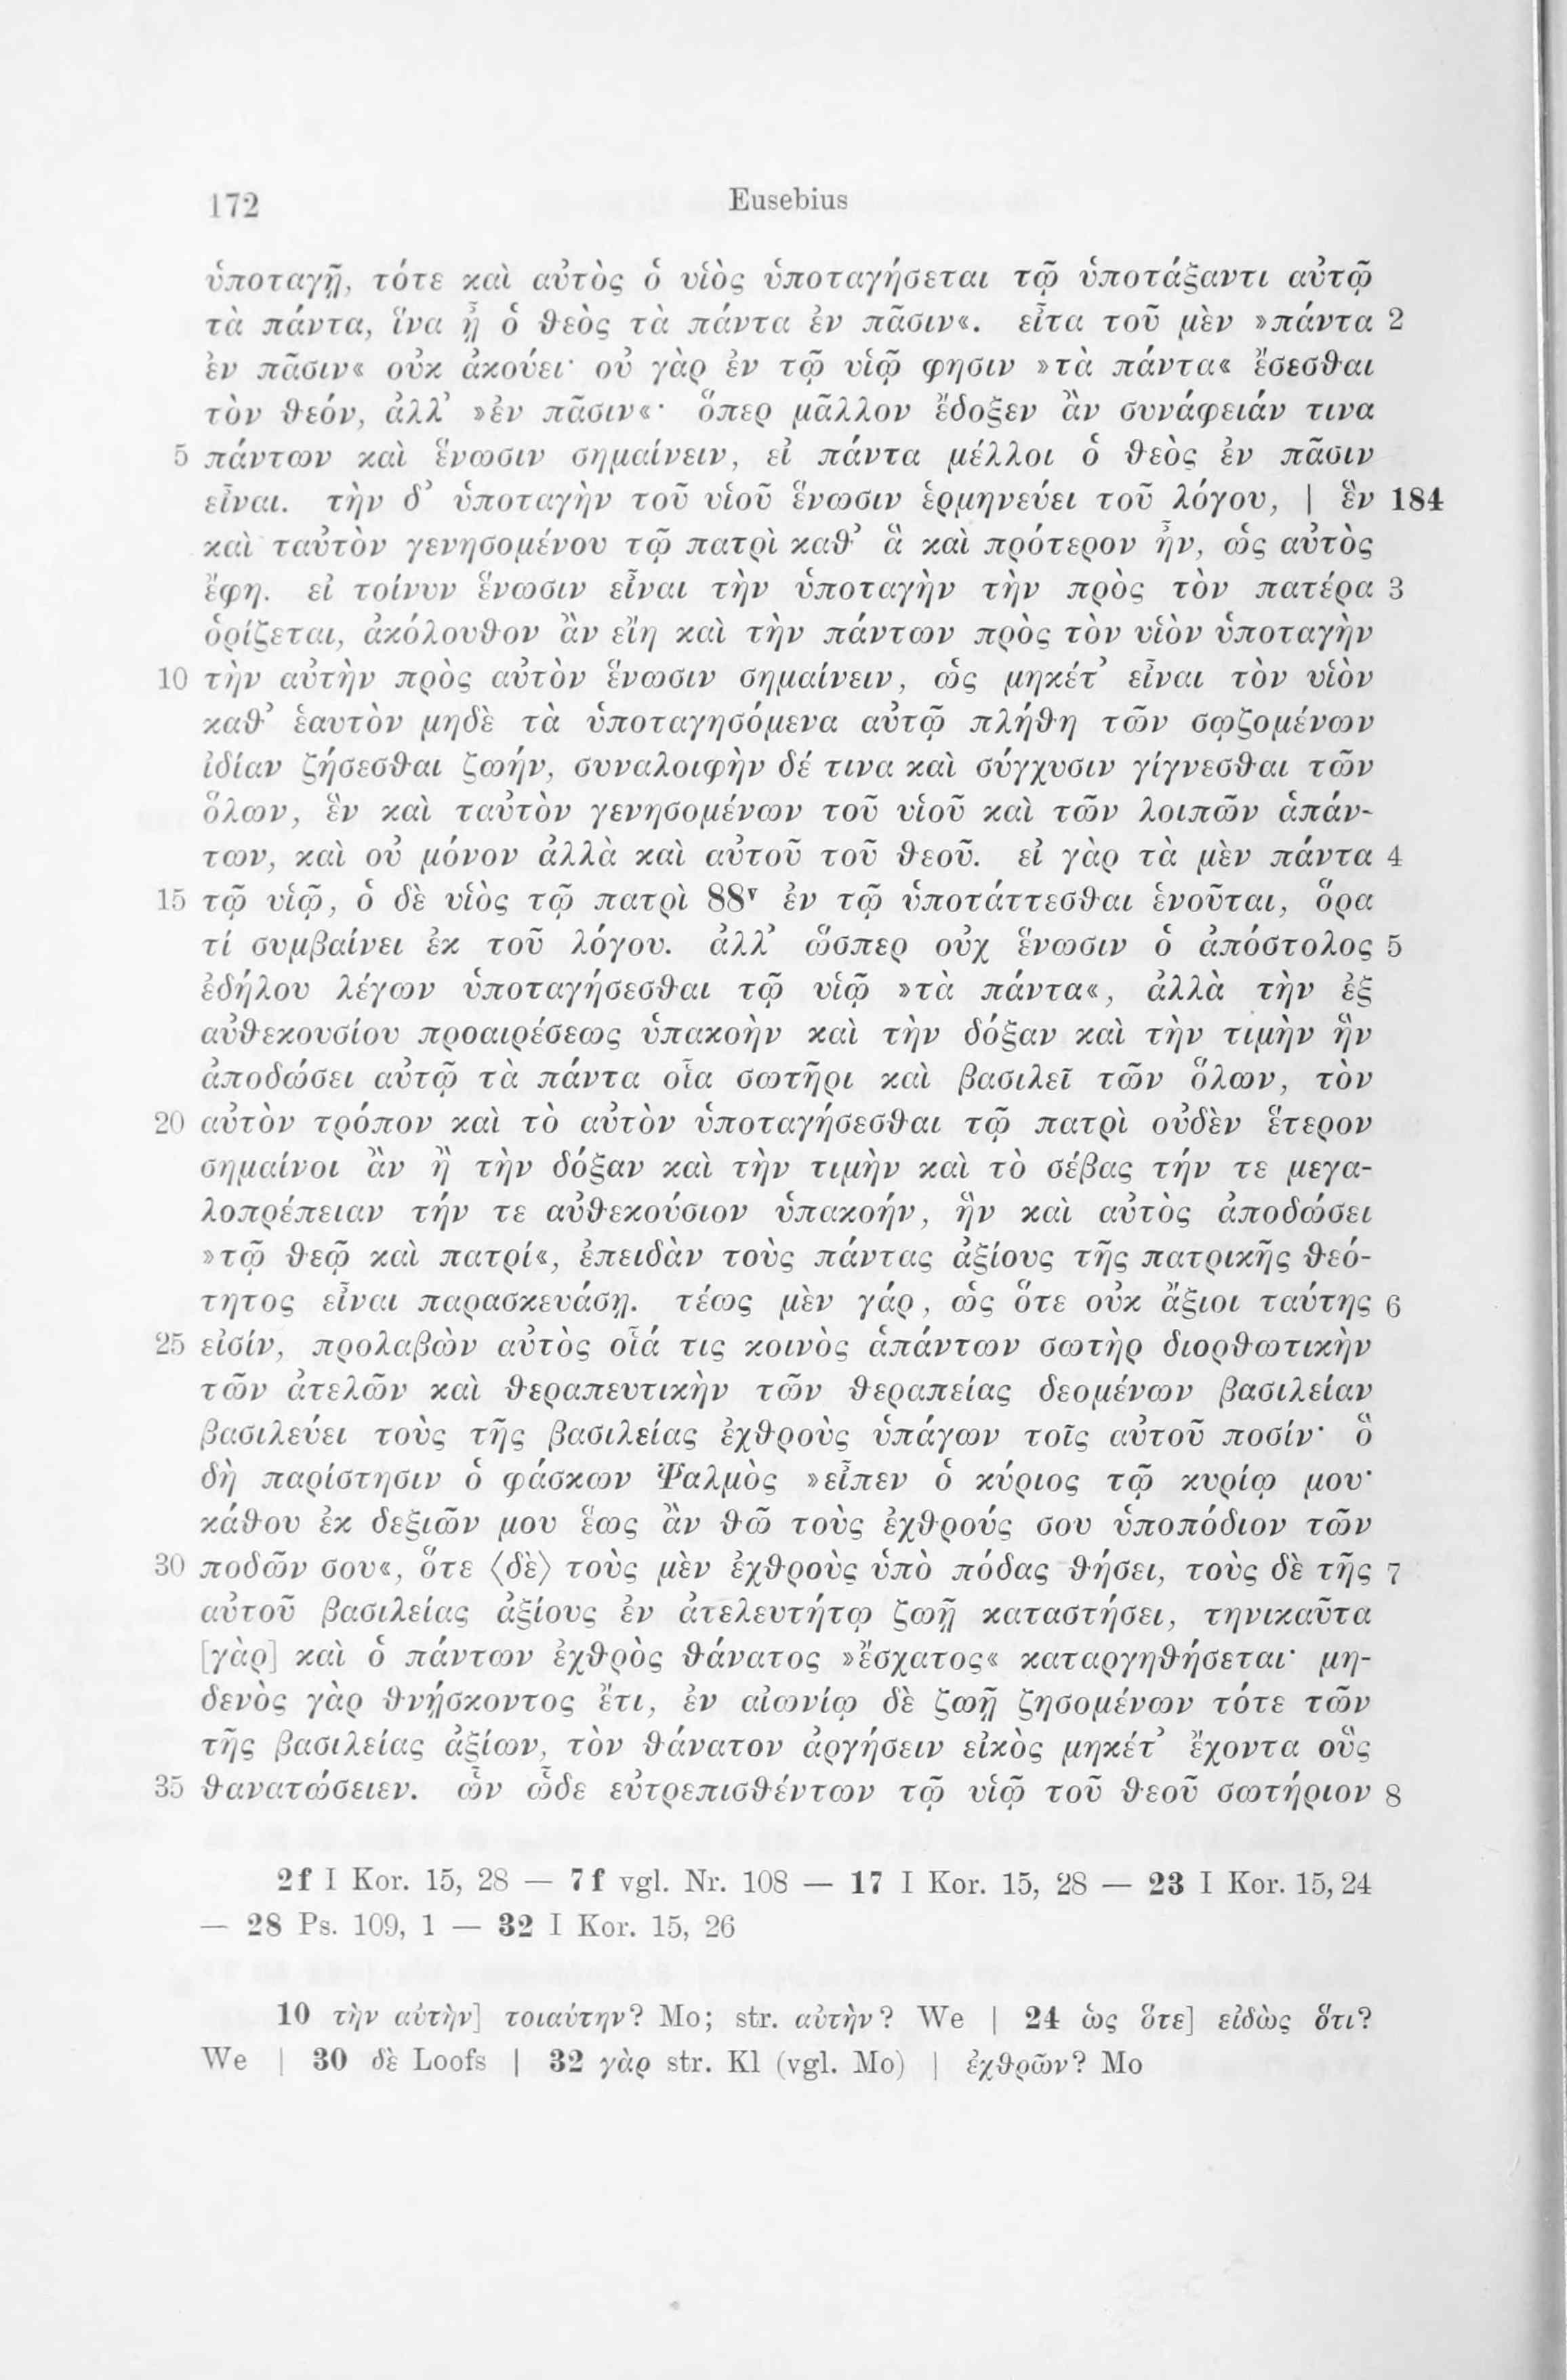 172 Eusebius
ὑποταγῇ, τότε καὶ αὐτὸς ὁ υἱὸς ὑποταγήσεται τῷ ὑποτάξαντι αὐτῷ
τὰ πάντα, ἵνα ᾖ ὁ θεὸς τὰ πάντα ἐν πᾶσιν«. εἶτα τοῦ μὲν »πάντα 2
ἐν πᾶσιν« οὐκ ἀκούει· οὐ γὰρ ἐν τῷ υἱῷ φησιν »τὰ πάντα« ἔσεσθαι
τὸν θεόν, ἀλλ’ »ἐν πᾶσιν«· ὅπερ μᾶλλον ἔδοξεν ἂν συνάφειάν τινα
5 πάντων καὶ ἕνωσιν σημαίνειν, εἰ πάντα μέλλοι ὁ θεὸς ἐν πᾶσιν
εἶναι. τὴν δ’ ὑποταγὴν τοῦ υἱοῦ ἕνωσιν ἑρμηνεύει τοῦ λόγου, | ἓν 184
καὶ ταὐτὸν γενησομένου τῷ πατρὶ καθ’ ἃ καὶ πρότερον ἦν, ὡς αὐτὸς
ἔφη. εἰ τοίνυν ἕνωσιν εἶναι τὴν ὑποταγὴν τὴν πρὸς τὸν πατέρα 3
ὁρίζεται, ἀκόλουθον ἂν εἴη καὶ τὴν πάντων πρὸς τὸν υἱὸν ὑποταγὴν
10 τὴν αὐτὴν πρὸς αὐτὸν ἕνωσιν σημαίνειν, ὡς μηκέτ’ εἶναι τὸν υἱὸν
καθ’ ἑαυτὸν μηδὲ τὰ ὑποταγησόμενα αὐτῷ πλήθη τῶν σῳζομένων
ἰδίαν ζήσεσθαι ζωήν, συναλοιφὴν δέ τινα καὶ σύγχυσιν γίγνεσθαι τῶν
ὅλων, ἓν καὶ ταὐτὸν γενησομένων τοῦ υἱοῦ καὶ τῶν λοιπῶν ἁπάν-
των, καὶ οὐ μόνον ἀλλὰ καὶ αὐτοῦ τοῦ θεοῦ. εἰ γὰρ τὰ μὲν πάντα 4
15 τῷ υἱῷ, ὁ δὲ υἱὸς τῷ πατρὶ 88ᵛ ἐν τῷ ὑποτάττεσθαι ἑνοῦται, ὅρα
τί συμβαίνει ἐκ τοῦ λόγου. ἀλλ’ ὥσπερ οὐχ ἕνωσιν ὁ ἀπόστολος 5
ἐδήλου λέγων ὑποταγήσεσθαι τῷ υἱῷ »τὰ πάντα«, ἀλλὰ τὴν ἐξ
αὐθεκουσίου προαιρέσεως ὑπακοὴν καὶ τὴν δόξαν καὶ τὴν τιμὴν ἣν
ἀποδώσει αὐτῷ τὰ πάντα οἷα σωτῆρι καὶ βασιλεῖ τῶν ὅλων, τὸν
20 αὐτὸν τρόπον καὶ τὸ αὐτὸν ὑποταγήσεσθαι τῷ πατρὶ οὐδὲν ἕτερον
σημαίνοι ἂν ἢ τὴν δόξαν καὶ τὴν τιμὴν καὶ τὸ σέβας τήν τε μεγα-
λοπρέπειαν τήν τε αὐθεκούσιον ὑπακοήν, ἣν καὶ αὐτὸς ἀποδώσει
»τῷ θεῷ καὶ πατρί«, ἐπειδὰν τοὺς πάντας ἀξίους τῆς πατρικῆς θεό-
τητος εἶναι παρασκευάσῃ. τέως μὲν γάρ, ὡς ὅτε οὐκ ἄξιοι ταύτης 6
25 εἰσίν, προλαβὼν αὐτὸς οἷά τις κοινὸς ἁπάντων σωτὴρ διορθωτικὴν
τῶν ἀτελῶν καὶ θεραπευτικὴν τῶν θεραπείας δεομένων βασιλείαν
βασιλεύει τοὺς τῆς βασιλείας ἐχθροὺς ὑπάγων τοῖς αὐτοῦ ποσίν· ὃ
δὴ παρίστησιν ὁ φάσκων Ψαλμὸς »εἶπεν ὁ κύριος τῷ κυρίῳ μου·
κάθου ἐκ δεξιῶν μου ἕως ἂν θῶ τοὺς ἐχθρούς σου ὑποπόδιον τῶν
30 ποδῶν σου«, ὅτε ⟨δὲ⟩ τοὺς μὲν ἐχθροὺς ὑπὸ πόδας θήσει, τοὺς δὲ τῆς 7
αὐτοῦ βασιλείας ἀξίους ἐν ἀτελευτήτῳ ζωῇ καταστήσει, τηνικαῦτα
[γὰρ] καὶ ὁ πάντων ἐχθρὸς θάνατος »ἔσχατος« καταργηθήσεται· μη-
δενὸς γὰρ θνῄσκοντος ἔτι, ἐν αἰωνίῳ δὲ ζωῇ ζησομένων τότε τῶν
τῆς βασιλείας ἀξίων, τὸν θάνατον ἀργήσειν εἰκὸς μηκέτ’ ἔχοντα οὓς
35 θανατώσειεν. ὧν ὧδε εὐτρεπισθέντων τῷ υἱῷ τοῦ θεοῦ σωτήριον 8
2f I Kor. 15, 28 — 7f vgl. Nr. 108 — 17 I Kor. 15, 28 — 23 I Kor. 15, 24
— 28 Ps. 109, 1 — 32 I Kor. 15, 26
10 τὴν αὐτὴν] τοιαύτην? Mo; str. αὐτὴν? We | 24 ὡς ὅτε] εἰδὼς ὅτι?
We | 30 δὲ Loofs | 32 γὰρ str. Kl (vgl. Mo) | ἐχθρῶν? Mo